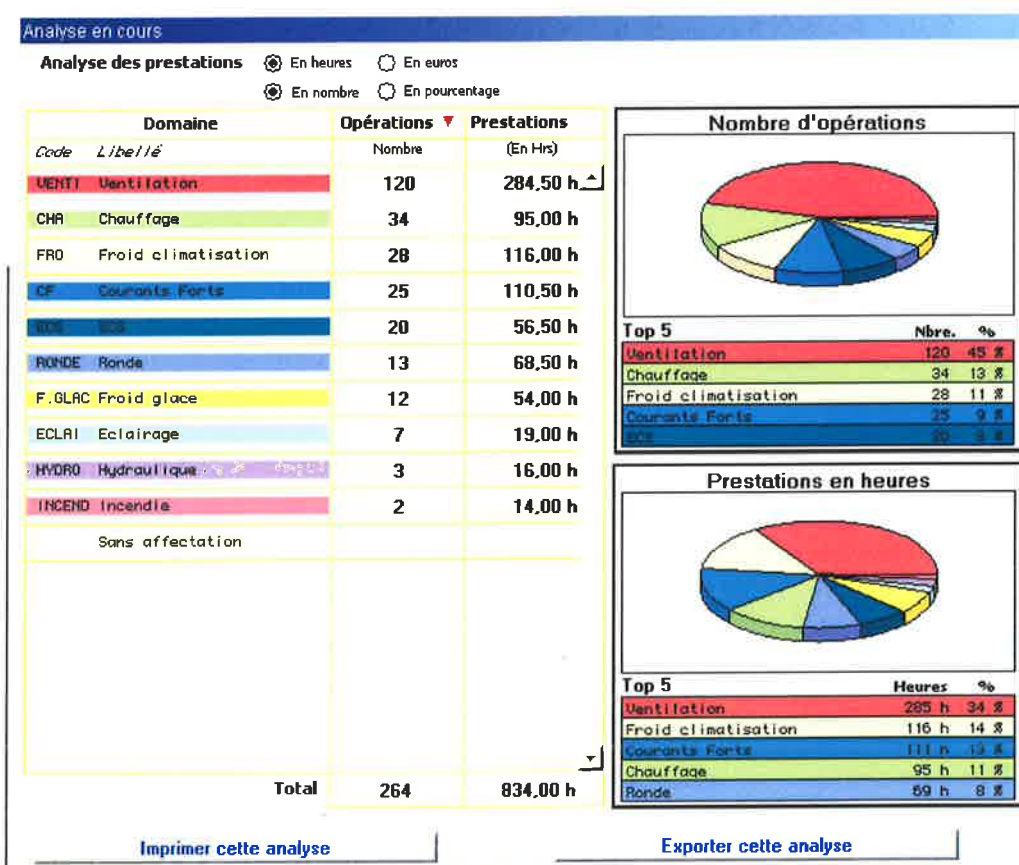 Analyse en cours
Analyse des prestations En heures En euros
En nombre En pourcentage
Domaine Opérations Prestations
Code Libellé Nombre (En Hrs)
VENTI Ventilation 120 284,50 h
CHA Chauffage 34 95,00 h
FRO Froid climatisation 28 116,00 h
CF Courants Forts 25 110,50 h
ECS ECS 20 56,50 h
RONDE Ronde 13 68,50 h
F.GLAC Froid glace 12 54,00 h
ECLAI Eclairage 7 19,00 h
HYDRO Hydraulique 3 16,00 h
INCEND Incendie 2 14,00 h
Sans affectation
Total 264 834,00 h
Nombre d'opérations
Top 5 Nbre. %
Ventilation 120 45 %
Chauffage 34 13 %
Froid climatisation 28 11 %
Courants Forts 25 9 %
ECS 20 8 %
Prestations en heures
Top 5 Heures %
Ventilation 285 h 34 %
Froid climatisation 116 h 14 %
Courants Forts 111 h 13 %
Chauffage 95 h 11 %
Ronde 69 h 8 %
Imprimer cette analyse
Exporter cette analyse